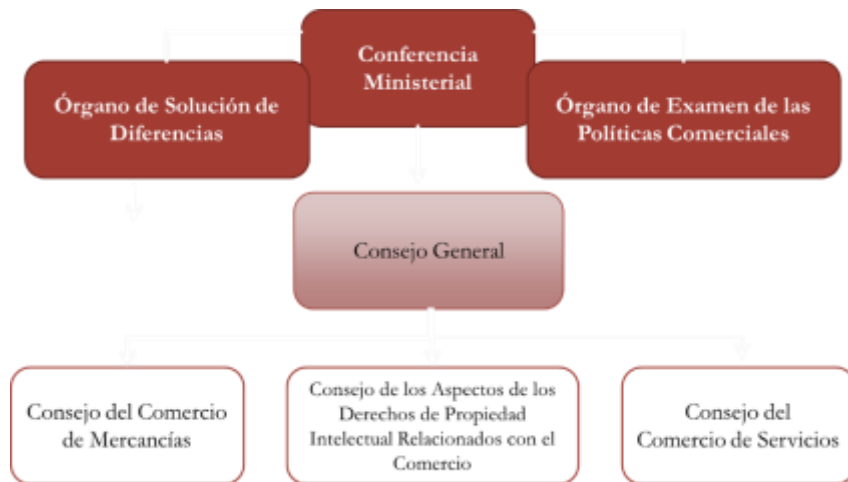 Conferencia
Ministerial
Órgano de Solución de
Diferencias
Órgano de Examen de las
Políticas Comerciales
Consejo General
Consejo del Comercio
de Mercancías
Consejo de los Aspectos de los
Derechos de Propiedad
Intelectual Relacionados con el
Comercio
Consejo del
Comercio de Servicios